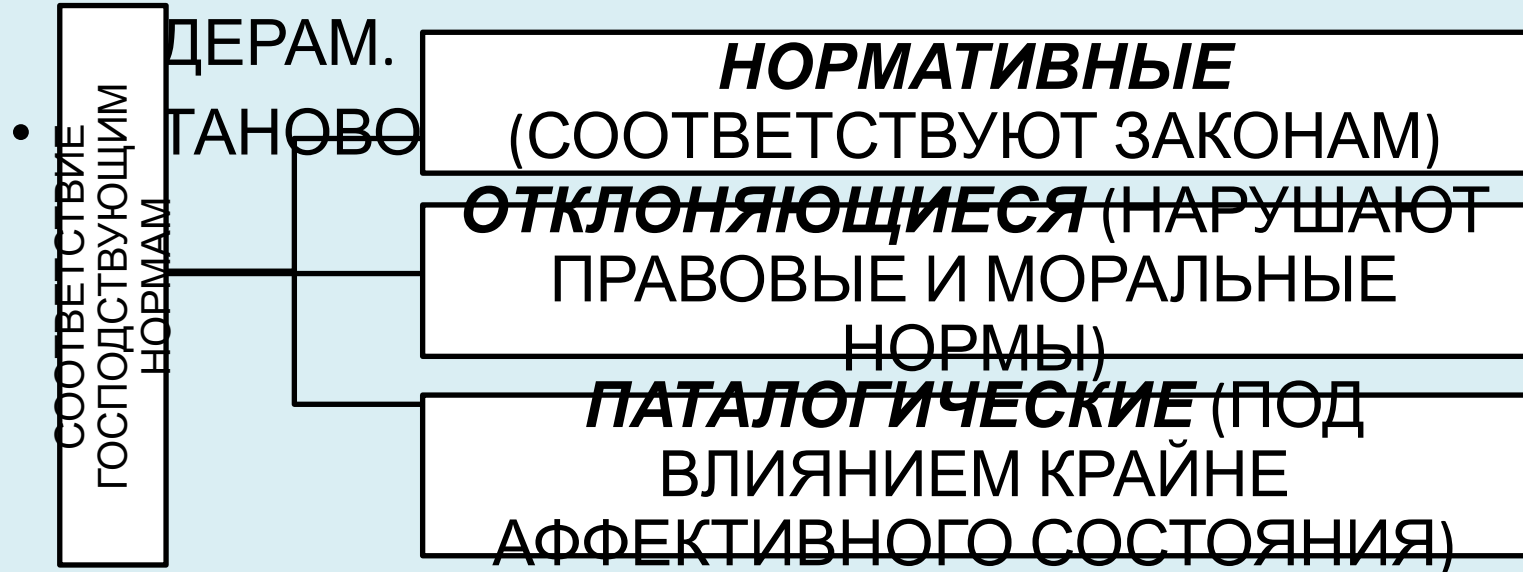 ДЕРАМ.
• ТАНОВО
СООТВЕТСТВИЕ
ГОСПОДСТВУЮЩИМ
НОРМАМ
НОРМАТИВНЫЕ
(СООТВЕТСТВУЮТ ЗАКОНАМ)
ОТКЛОНЯЮЩИЕСЯ (НАРУШАЮТ
ПРАВОВЫЕ И МОРАЛЬНЫЕ
НОРМЫ)
ПАТАЛОГИЧЕСКИЕ (ПОД
ВЛИЯНИЕМ КРАЙНЕ
АФФЕКТИВНОГО СОСТОЯНИЯ)